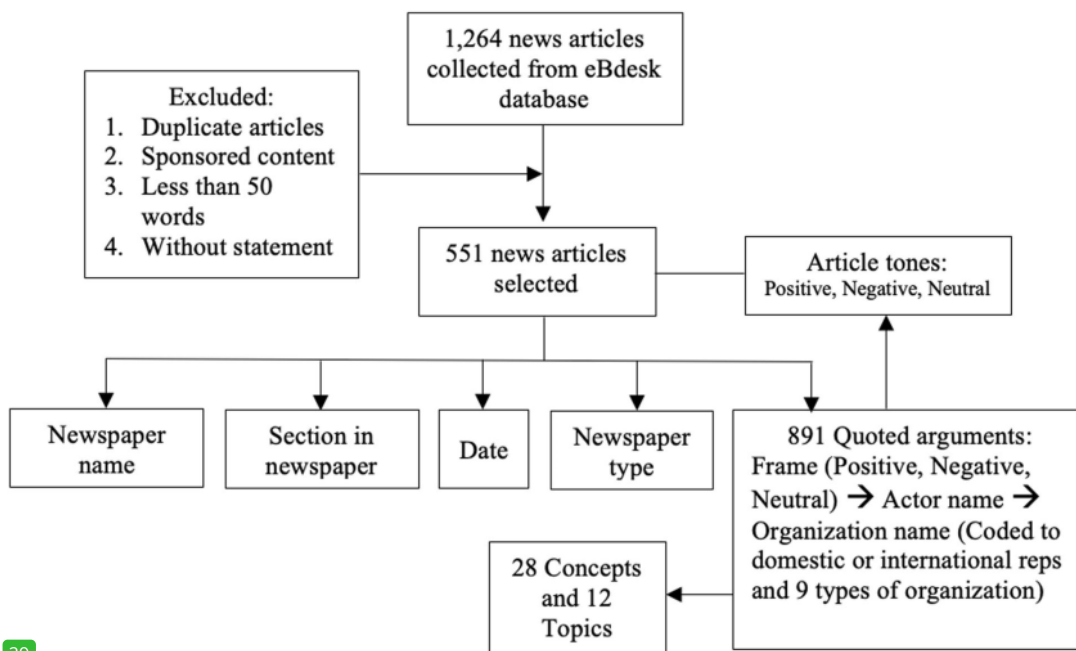 1,264 news articles
collected from eBdesk
database
Excluded:
1. Duplicate articles
2. Sponsored content
3. Less than 50
words
4. Without statement
551 news articles
selected
Article tones:
Positive, Negative, Neutral
Newspaper
name
Section in
newspaper
Date
Newspaper
type
891 Quoted arguments:
Frame (Positive, Negative,
Neutral) → Actor name →
Organization name (Coded to
domestic or international reps
and 9 types of organization)
28 Concepts
and 12
Topics